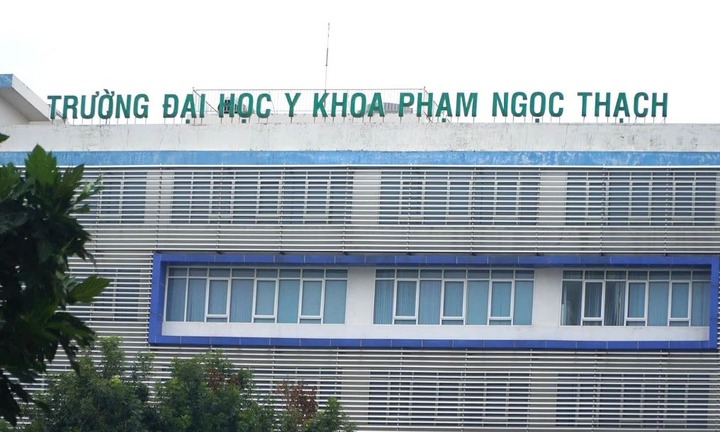 TRƯỜNG ĐẠI HỌC Y KHOA PHẠM NGỌC THẠCH